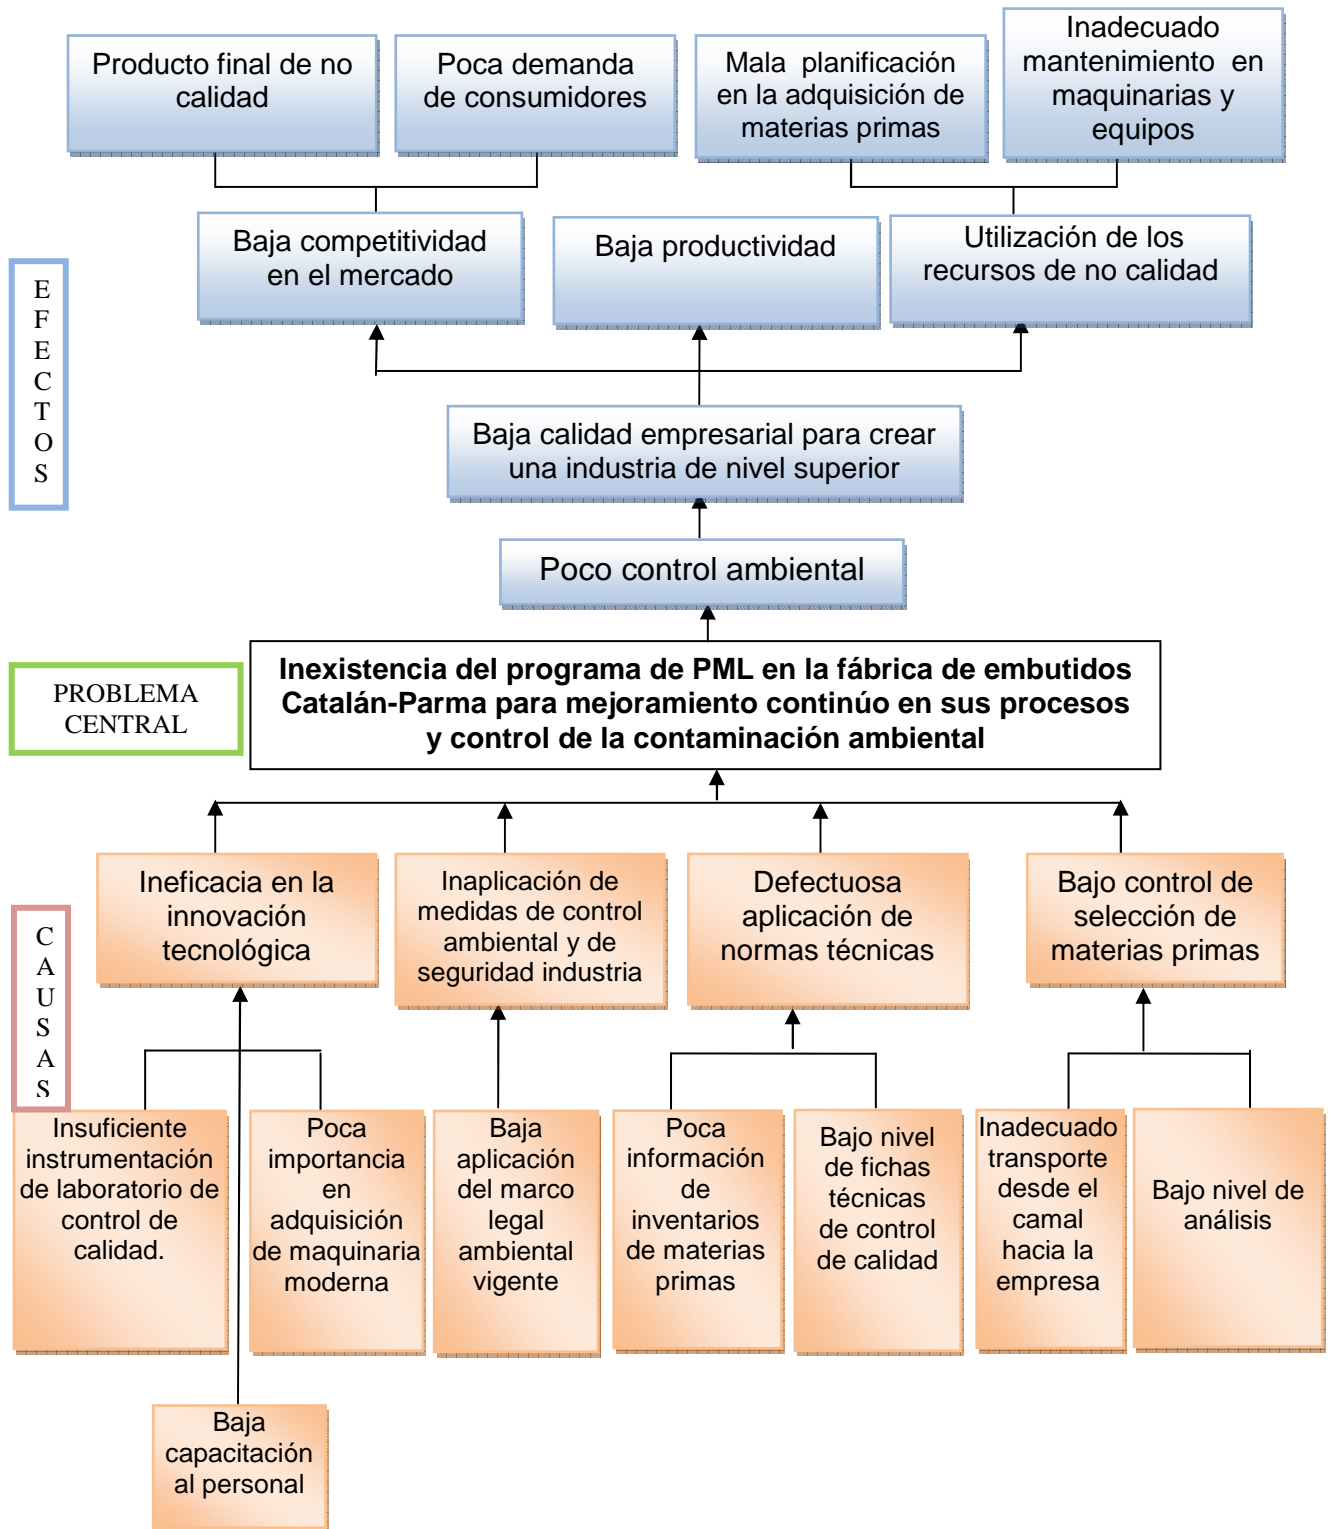 Producto final de no
calidad
Poca demanda
de consumidores
Mala planificación
en la adquisición de
materias primas
Inadecuado
mantenimiento en
maquinarias y
equipos
Baja competitividad
en el mercado
Baja productividad
Utilización de los
recursos de no calidad
E
F
E
C
T
O
S
Baja calidad empresarial para crear
una industria de nivel superior
Poco control ambiental
PROBLEMA
CENTRAL
Inexistencia del programa de PML en la fábrica de embutidos
Catalán-Parma para mejoramiento continúo en sus procesos
y control de la contaminación ambiental
Ineficacia en la
innovación
tecnológica
Inaplicación de
medidas de control
ambiental y de
seguridad industria
Defectuosa
aplicación de
normas técnicas
Bajo control de
selección de
materias primas
C
A
U
S
A
S
Insuficiente
instrumentación
de laboratorio de
control de
calidad.
Poca
importancia
en
adquisición
de maquinaria
moderna
Baja
aplicación
del marco
legal
ambiental
vigente
Poca
información
de
inventarios
de materias
primas
Bajo nivel
de fichas
técnicas
de control
de calidad
Inadecuado
transporte
desde el
camal
hacia la
empresa
Bajo nivel de
análisis
Baja
capacitación
al personal